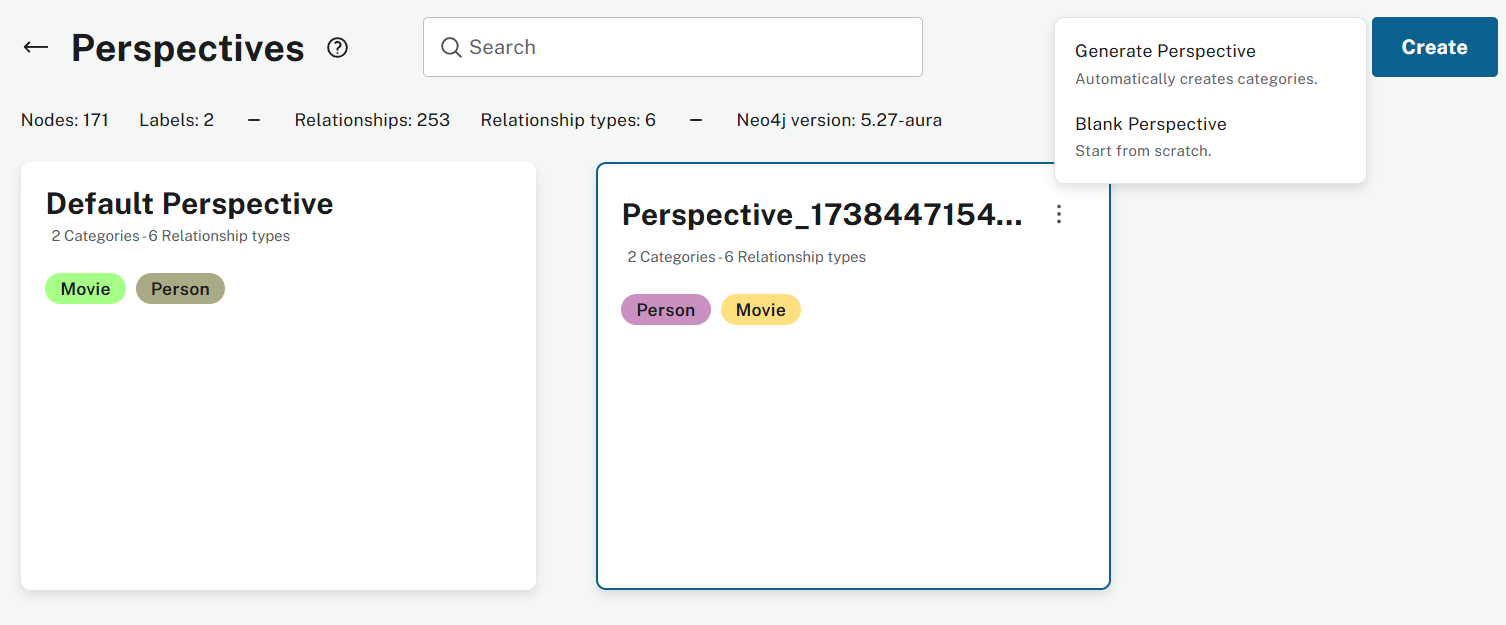 Perspectives
Search
Create
Generate Perspective
Automatically creates categories.
Blank Perspective
Start from scratch.
Nodes: 171 Labels: 2 — Relationships: 253 Relationship types: 6 — Neo4j version: 5.27-aura
Default Perspective
2 Categories - 6 Relationship types
Movie Person
Perspective_1738447154...
2 Categories - 6 Relationship types
Person Movie